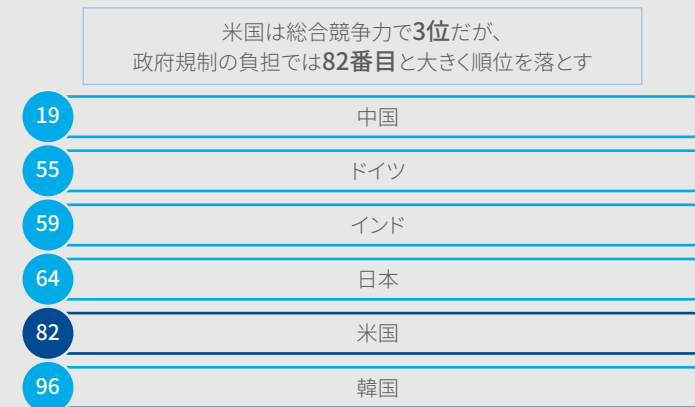 米国は総合競争力で3位だが、
政府規制の負担では82番目と大きく順位を落とす
19 中国
55 ドイツ
59 インド
64 日本
82 米国
96 韓国